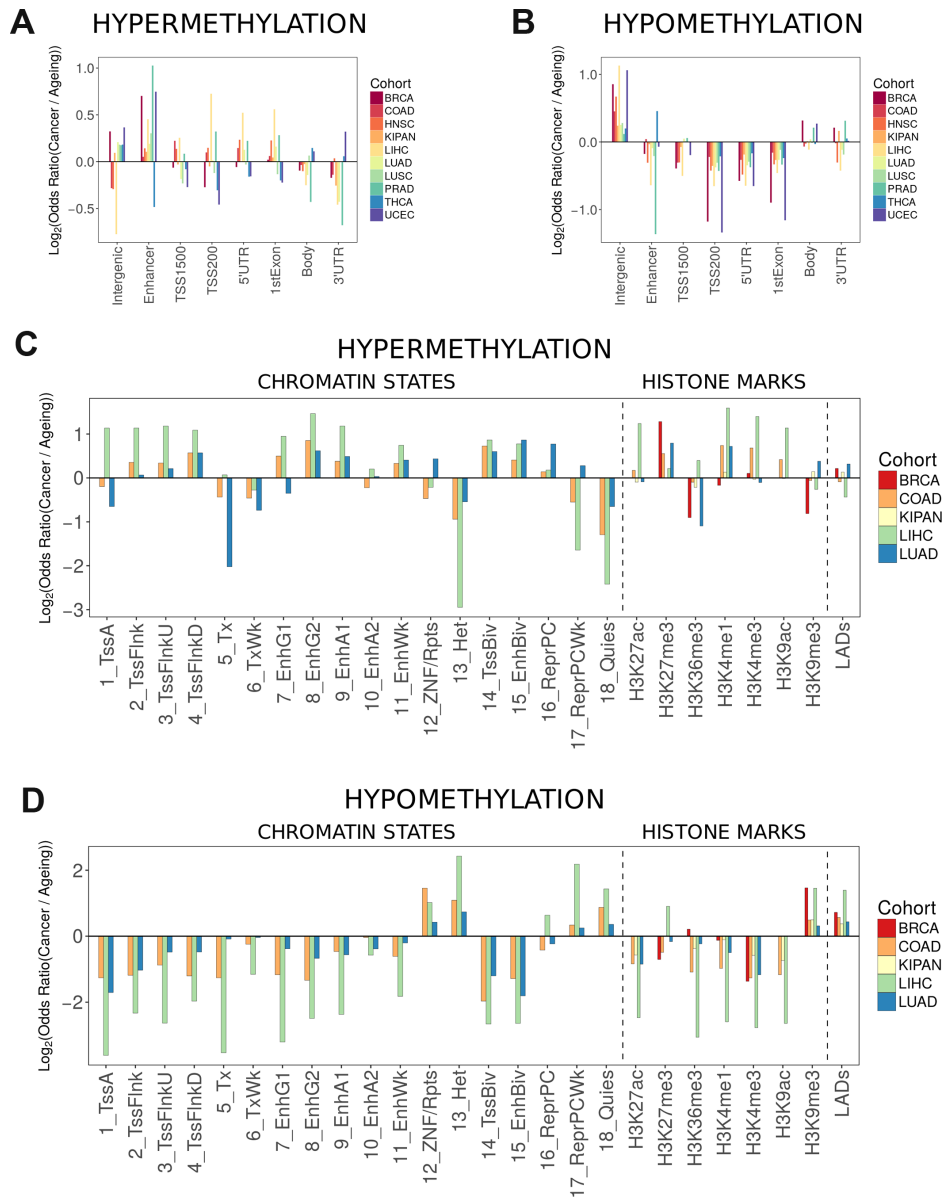 A
HYPERMETHYLATION
Log2(Odds Ratio(Cancer / Ageing))
1.0
0.5
0.0
−0.5
Intergenic
Enhancer
TSS1500
TSS200
5'UTR
1stExon
Body
3'UTR
Cohort
BRCA
COAD
HNSC
KIPAN
LIHC
LUAD
LUSC
PRAD
THCA
UCEC
B
HYPOMETHYLATION
Log2(Odds Ratio(Cancer / Ageing))
1.0
0.0
−1.0
Intergenic
Enhancer
TSS1500
TSS200
5'UTR
1stExon
Body
3'UTR
Cohort
BRCA
COAD
HNSC
KIPAN
LIHC
LUAD
LUSC
PRAD
THCA
UCEC
C
HYPERMETHYLATION
CHROMATIN STATES
HISTONE MARKS
Log2(Odds Ratio(Cancer / Ageing))
1
0
−1
−2
−3
1_TssA
2_TssFlnk
3_TssFlnkU
4_TssFlnkD
5_Tx
6_TxWk
7_EnhG1
8_EnhG2
9_EnhA1
10_EnhA2
11_EnhWk
12_ZNF/Rpts
13_Het
14_TssBiv
15_EnhBiv
16_ReprPC
17_ReprPCWk
18_Quies
H3K27ac
H3K27me3
H3K36me3
H3K4me1
H3K4me3
H3K9ac
H3K9me3
LADs
Cohort
BRCA
COAD
KIPAN
LIHC
LUAD
D
HYPOMETHYLATION
CHROMATIN STATES
HISTONE MARKS
Log2(Odds Ratio(Cancer / Ageing))
2
0
−2
1_TssA
2_TssFlnk
3_TssFlnkU
4_TssFlnkD
5_Tx
6_TxWk
7_EnhG1
8_EnhG2
9_EnhA1
10_EnhA2
11_EnhWk
12_ZNF/Rpts
13_Het
14_TssBiv
15_EnhBiv
16_ReprPC
17_ReprPCWk
18_Quies
H3K27ac
H3K27me3
H3K36me3
H3K4me1
H3K4me3
H3K9ac
H3K9me3
LADs
Cohort
BRCA
COAD
KIPAN
LIHC
LUAD